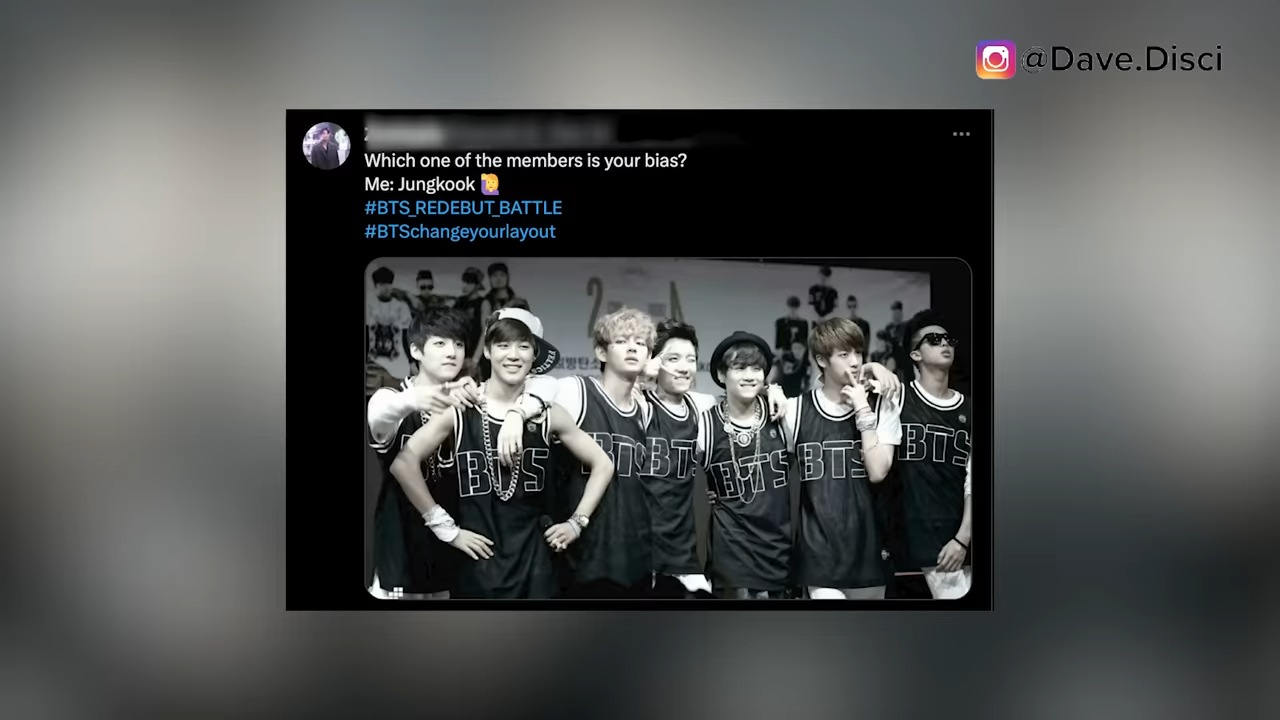 @Dave.Disci
Which one of the members is your bias?
Me: Jungkook 🙋‍♀️
#BTS_REDEBUT_BATTLE
#BTSchangeyourlayout
BTS
BTS
BTS
BTS
BTS
BTS